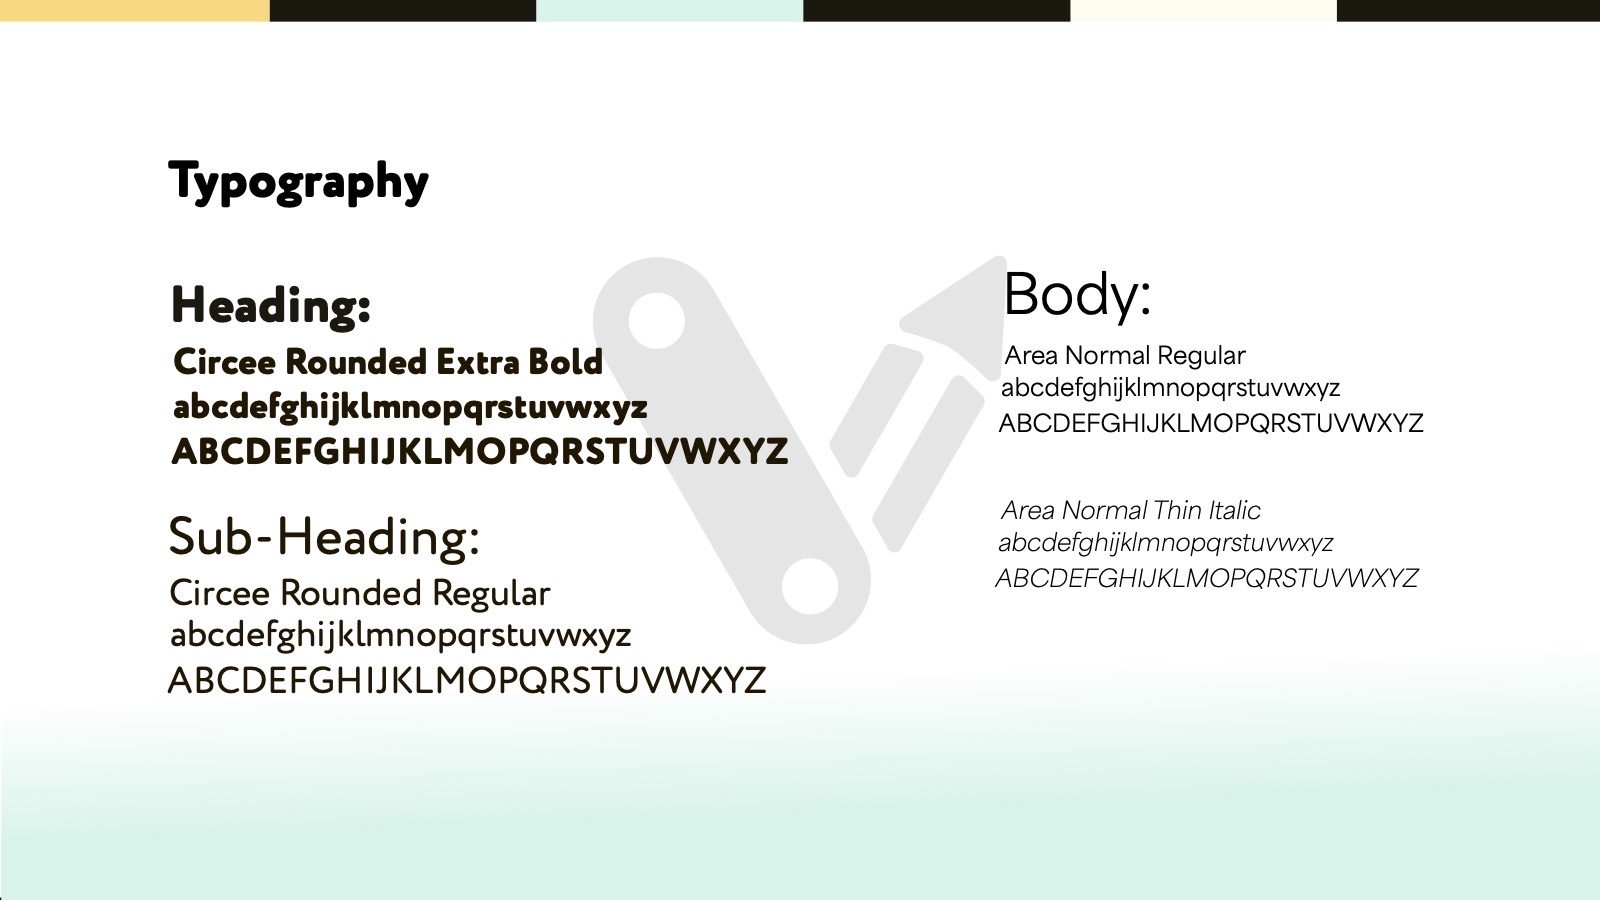 Typography
Heading:
Circee Rounded Extra Bold
abcdefghijklmnopqrstuvwxyz
ABCDEFGHIJKLMOPQRSTUVWXYZ
Sub-Heading:
Circee Rounded Regular
abcdefghijklmnopqrstuvwxyz
ABCDEFGHIJKLMOPQRSTUVWXYZ
Body:
Area Normal Regular
abcdefghijklmnopqrstuvwxyz
ABCDEFGHIJKLMOPQRSTUVWXYZ
Area Normal Thin Italic
abcdefghijklmnopqrstuvwxyz
ABCDEFGHIJKLMOPQRSTUVWXYZ